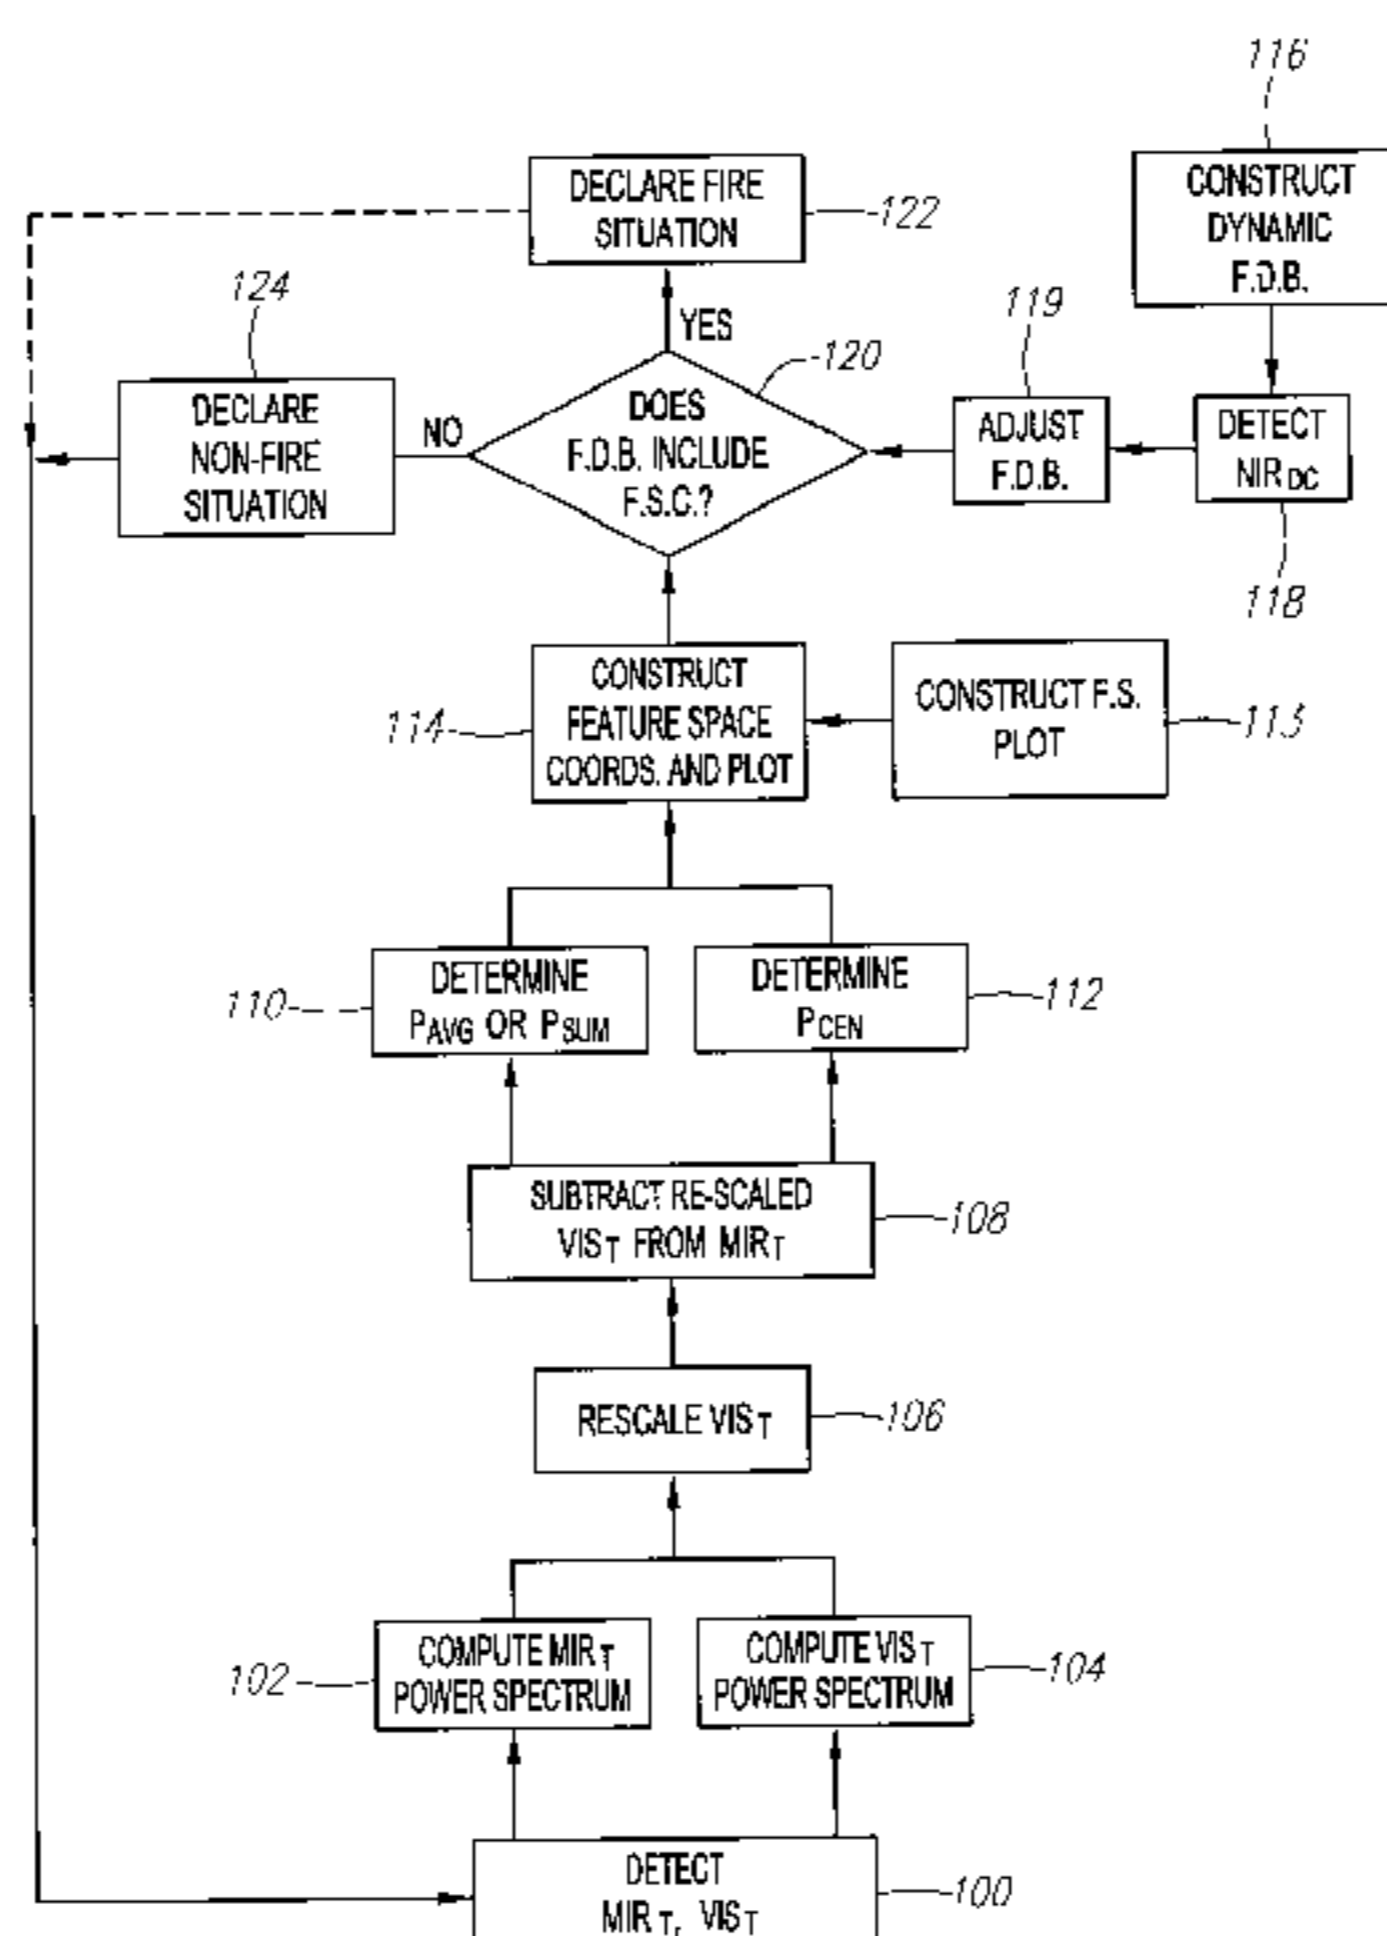 116
CONSTRUCT
DYNAMIC
F.D.B.
DECLARE FIRE
SITUATION
122
124
119
YES
120
DECLARE
NON-FIRE
SITUATION
NO
DOES
F.D.B. INCLUDE
F.S.C.?
ADJUST
F.D.B.
DETECT
NIR DC
118
CONSTRUCT
FEATURE SPACE
COORDS. AND PLOT
114
CONSTRUCT F.S.
PLOT
113
DETERMINE
PAVG OR PSUM
110
DETERMINE
PCEN
112
SUBTRACT RE-SCALED
VIST FROM MIRT
108
RESCALE VIST
106
COMPUTE MIRT
POWER SPECTRUM
102
COMPUTE VIST
POWER SPECTRUM
104
DETECT
MIRT, VIST
100